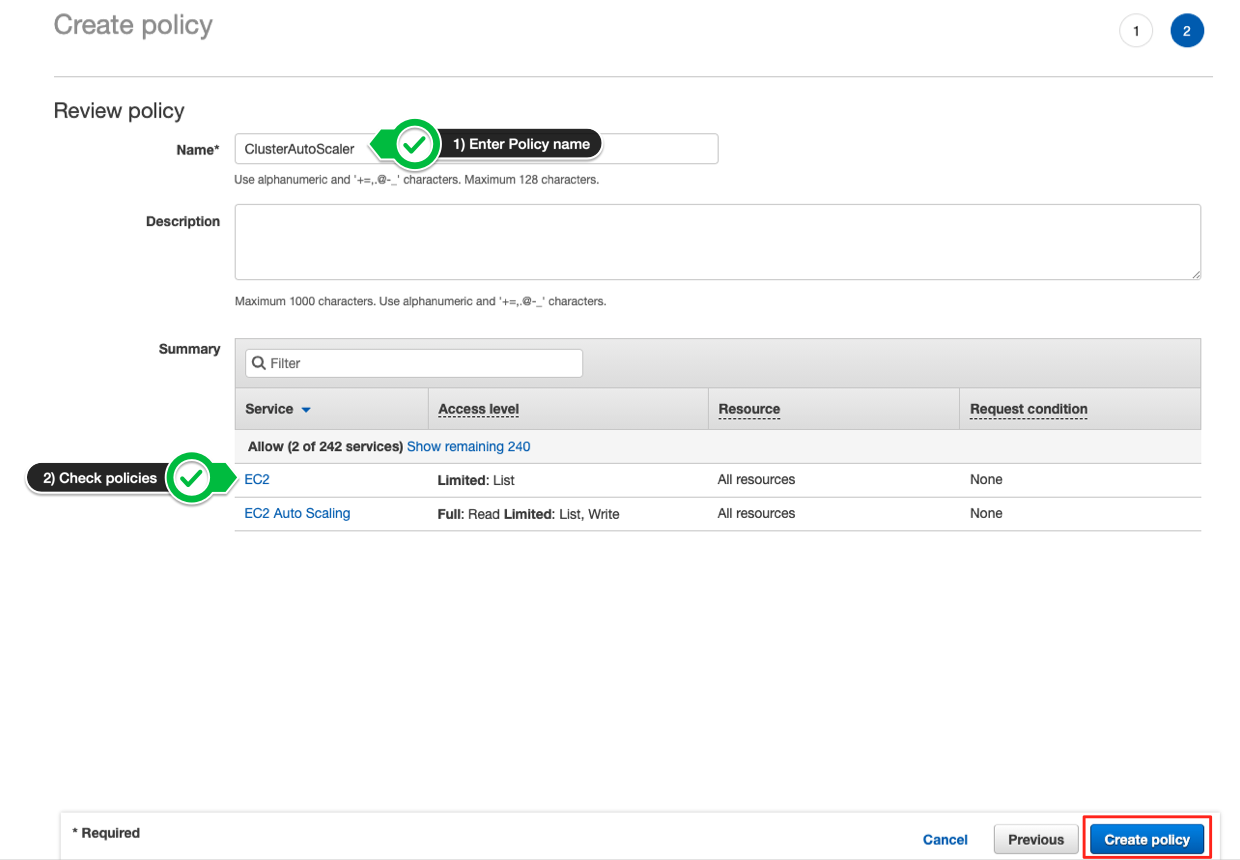 Create policy
1
2
Review policy
Name*
ClusterAutoScaler
1) Enter Policy name
Use alphanumeric and '+=,.@-_' characters. Maximum 128 characters.
Description
Maximum 1000 characters. Use alphanumeric and '+=,.@-_' characters.
Summary
Filter
Service Access level Resource Request condition
Allow (2 of 242 services) Show remaining 240
2) Check policies
EC2 Limited: List All resources None
EC2 Auto Scaling Full: Read Limited: List, Write All resources None
* Required
Cancel Previous Create policy